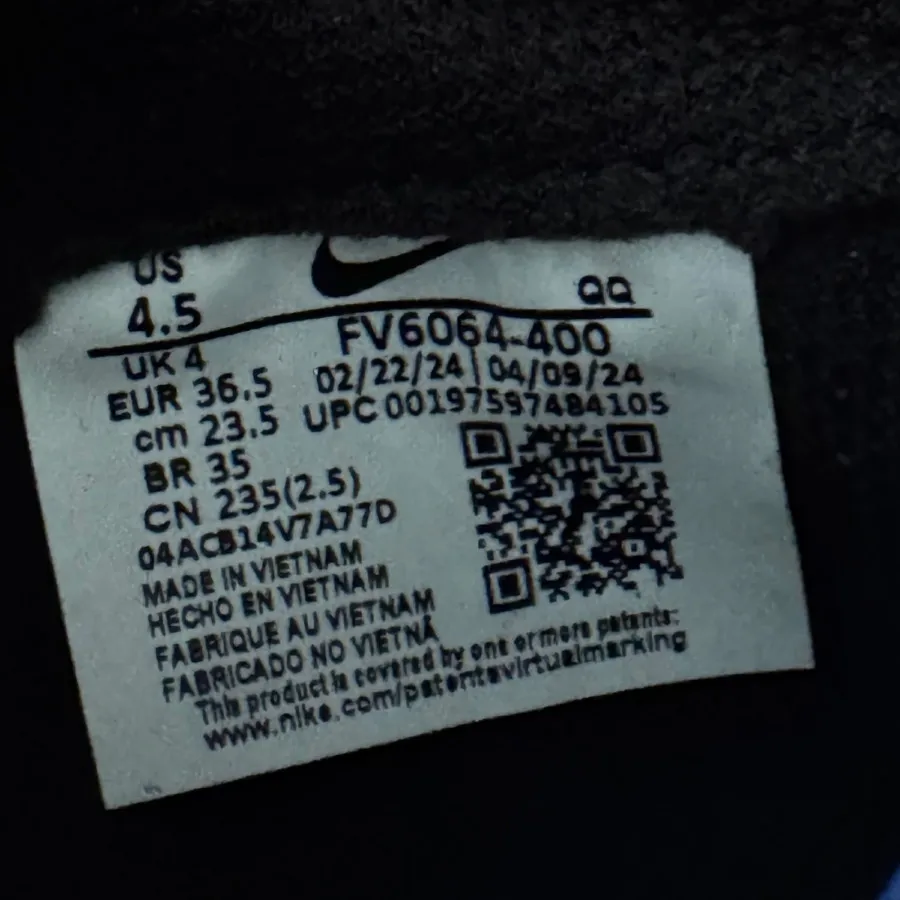 US
4.5
QQ
UK 4
FV6064-400
EUR 36.5
02/22/24 | 04/09/24
cm 23.5
UPC 00197597484105
BR 35
CN 235(2.5)
04ACB14V7A77D
MADE IN VIETNAM
HECHO EN VIETNAM
FABRIQUE AU VIETNAM
FABRICADO NO VIETNÃ
This product is covered by one or more patents:
www.nike.com/patentsvirtualmarking